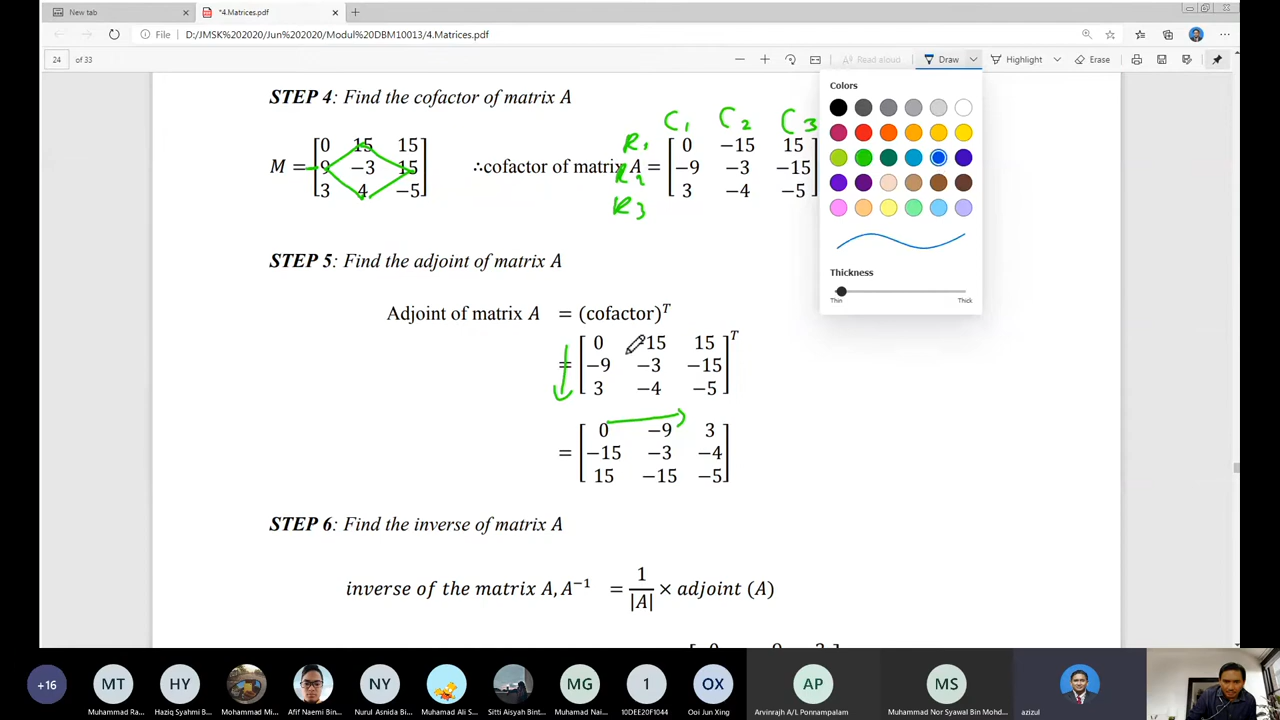 New tab
*4.Matrices.pdf
File D:/JMSK%202020/Jun%202020/Modul%20DBM10013/4.Matrices.pdf
24 of 33
Read aloud
Draw
Highlight
Erase
STEP 4: Find the cofactor of matrix A
C1 C2 C3
R1
R2
R3
M = [0 15 15
9 −3 15
3 4 −5]
∴cofactor of matrix A = [0 −15 15
−9 −3 −15
3 −4 −5]
Colors
Thickness
Thin
Thick
STEP 5: Find the adjoint of matrix A
Adjoint of matrix A = (cofactor)ᵀ
= [0 15 15
−9 −3 −15
3 −4 −5]ᵀ
= [0 −9 3
−15 −3 −4
15 −15 −5]
STEP 6: Find the inverse of matrix A
inverse of the matrix A, A⁻¹ = 1/|A| × adjoint (A)
+16
MT
HY
NY
MG
1
OX
AP
MS
Muhammad Ra...
Haziq Syahmi B...
Mohammad Mi...
Afif Naemi Bin...
Nurul Asnida Bi...
Muhamad Ali S...
Sitti Aisyah Bint...
Muhamad Nai...
10DEE20F1044
Ooi Jun Xing
Arvinrajh A/L Ponnampalam
Muhammad Nor Syawal Bin Mohd...
azizul